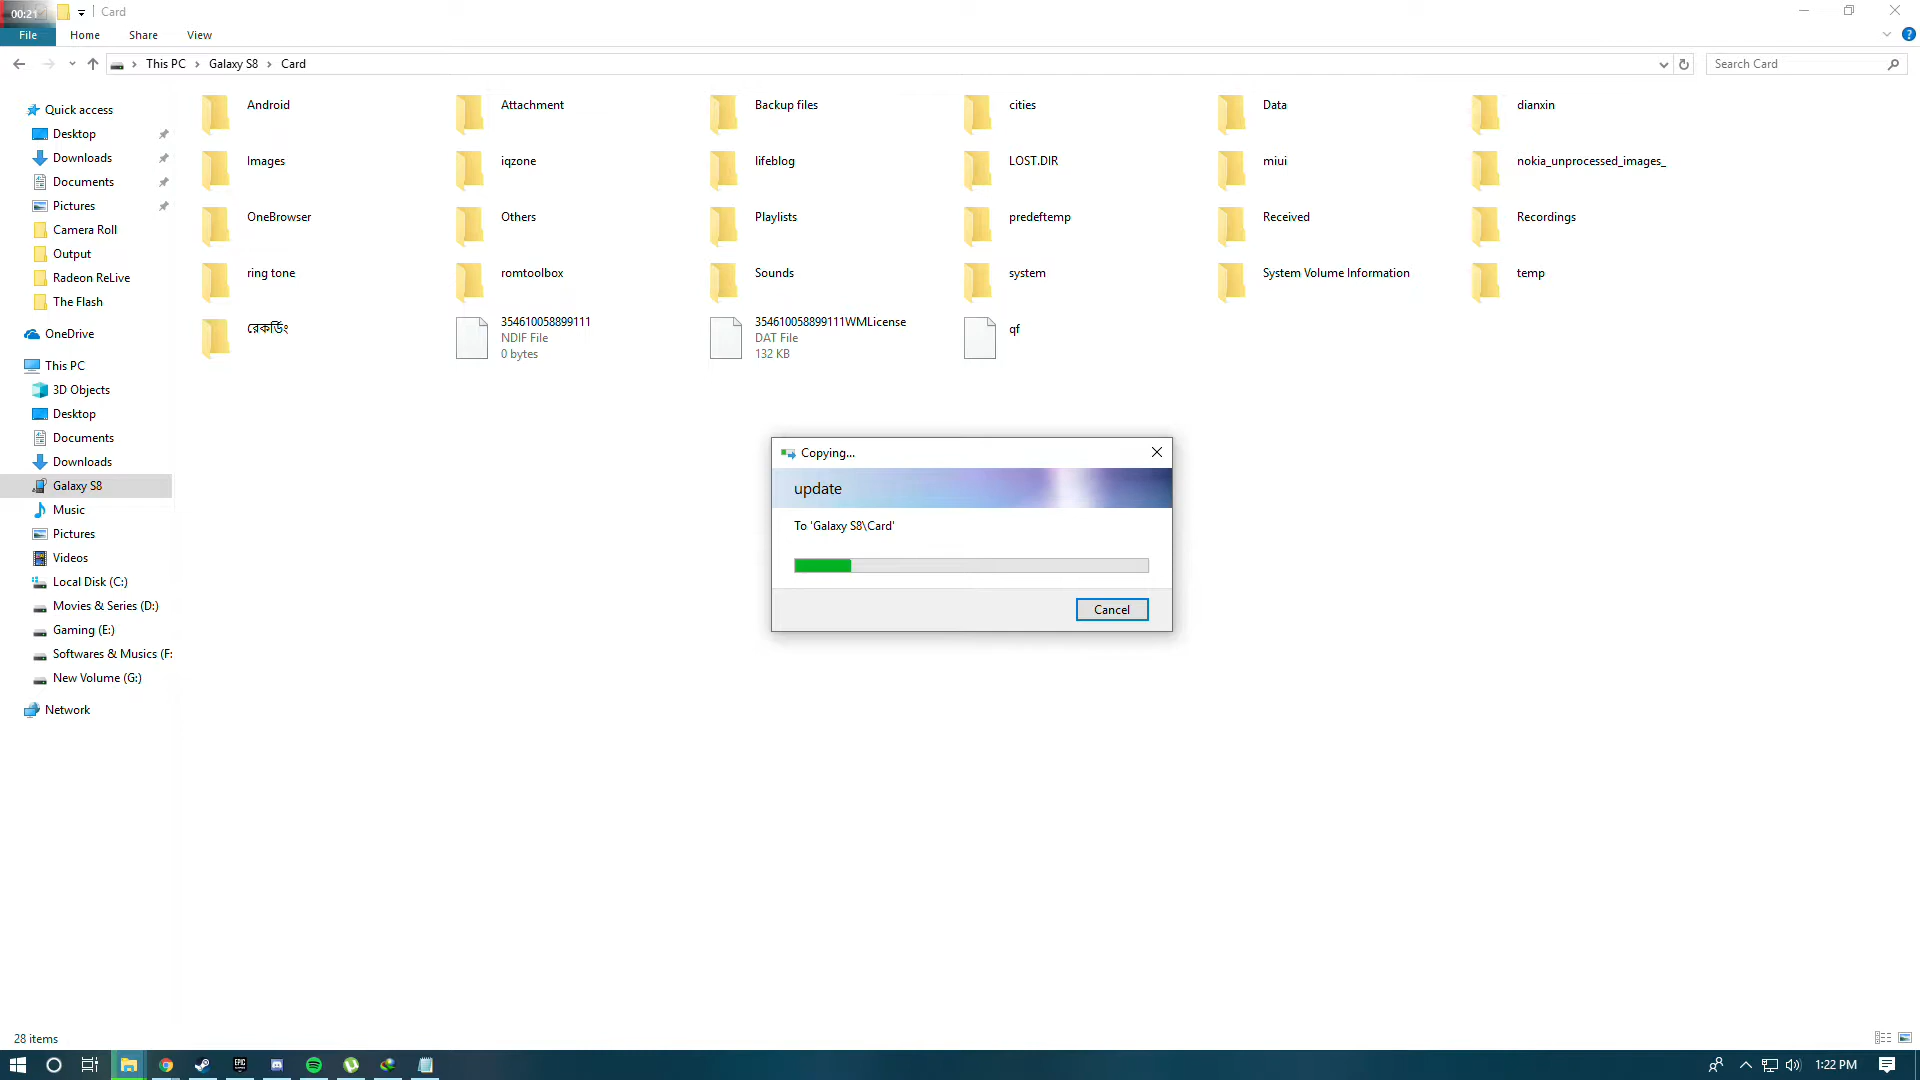 00:21
Card
File
Home
Share
View
This PC
Galaxy S8
Card
Search Card
Quick access
Desktop
Downloads
Documents
Pictures
Camera Roll
Output
Radeon ReLive
The Flash
OneDrive
This PC
3D Objects
Desktop
Documents
Downloads
Galaxy S8
Music
Pictures
Videos
Local Disk (C:)
Movies & Series (D:)
Gaming (E:)
Softwares & Musics (F:
New Volume (G:)
Network
Android
Attachment
Backup files
cities
Data
dianxin
Images
iqzone
lifeblog
LOST.DIR
miui
nokia_unprocessed_images_
OneBrowser
Others
Playlists
predeftemp
Received
Recordings
ring tone
romtoolbox
Sounds
system
System Volume Information
temp
রেকর্ডিং
354610058899111
NDIF File
0 bytes
354610058899111WMLicense
DAT File
132 KB
qf
Copying...
update
To 'Galaxy S8\Card'
Cancel
28 items
EPIC
1:22 PM